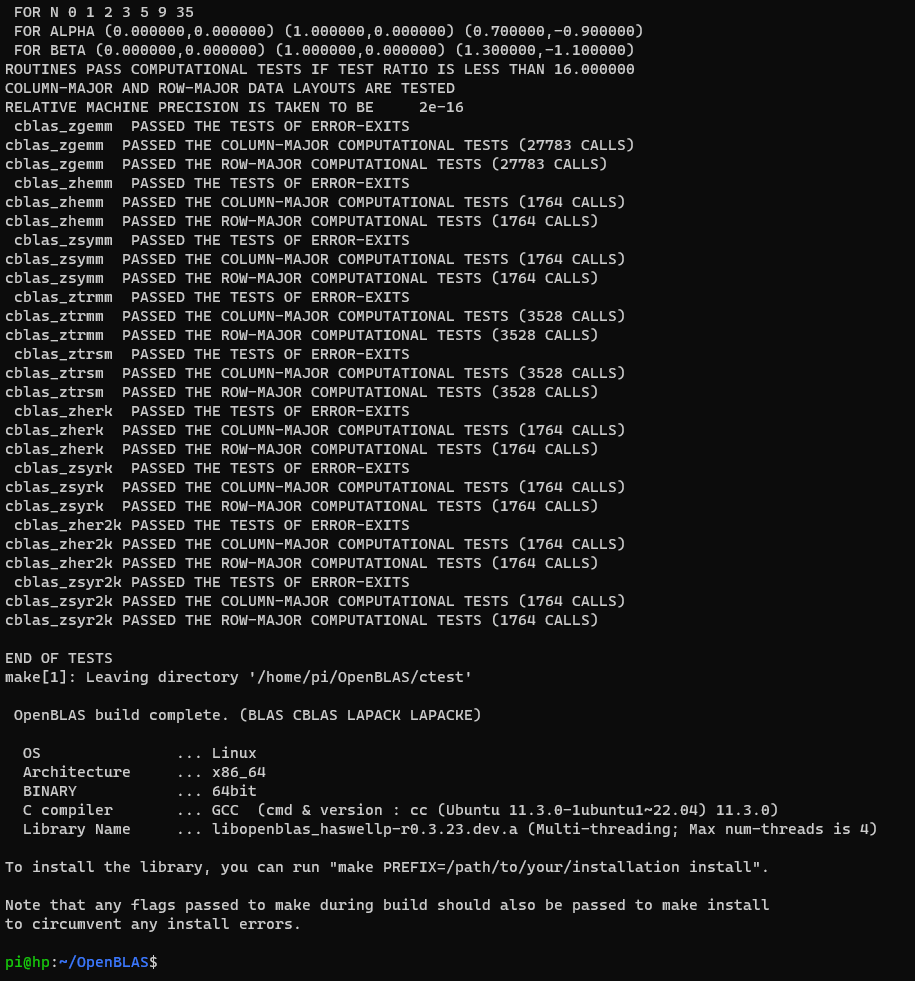 FOR N 0 1 2 3 5 9 35
FOR ALPHA (0.000000,0.000000) (1.000000,0.000000) (0.700000,-0.900000)
FOR BETA (0.000000,0.000000) (1.000000,0.000000) (1.300000,-1.100000)
ROUTINES PASS COMPUTATIONAL TESTS IF TEST RATIO IS LESS THAN 16.000000
COLUMN-MAJOR AND ROW-MAJOR DATA LAYOUTS ARE TESTED
RELATIVE MACHINE PRECISION IS TAKEN TO BE     2e-16
 cblas_zgemm  PASSED THE TESTS OF ERROR-EXITS
cblas_zgemm  PASSED THE COLUMN-MAJOR COMPUTATIONAL TESTS (27783 CALLS)
cblas_zgemm  PASSED THE ROW-MAJOR COMPUTATIONAL TESTS (27783 CALLS)
 cblas_zhemm  PASSED THE TESTS OF ERROR-EXITS
cblas_zhemm  PASSED THE COLUMN-MAJOR COMPUTATIONAL TESTS (1764 CALLS)
cblas_zhemm  PASSED THE ROW-MAJOR COMPUTATIONAL TESTS (1764 CALLS)
 cblas_zsymm  PASSED THE TESTS OF ERROR-EXITS
cblas_zsymm  PASSED THE COLUMN-MAJOR COMPUTATIONAL TESTS (1764 CALLS)
cblas_zsymm  PASSED THE ROW-MAJOR COMPUTATIONAL TESTS (1764 CALLS)
 cblas_ztrmm  PASSED THE TESTS OF ERROR-EXITS
cblas_ztrmm  PASSED THE COLUMN-MAJOR COMPUTATIONAL TESTS (3528 CALLS)
cblas_ztrmm  PASSED THE ROW-MAJOR COMPUTATIONAL TESTS (3528 CALLS)
 cblas_ztrsm  PASSED THE TESTS OF ERROR-EXITS
cblas_ztrsm  PASSED THE COLUMN-MAJOR COMPUTATIONAL TESTS (3528 CALLS)
cblas_ztrsm  PASSED THE ROW-MAJOR COMPUTATIONAL TESTS (3528 CALLS)
 cblas_zherk  PASSED THE TESTS OF ERROR-EXITS
cblas_zherk  PASSED THE COLUMN-MAJOR COMPUTATIONAL TESTS (1764 CALLS)
cblas_zherk  PASSED THE ROW-MAJOR COMPUTATIONAL TESTS (1764 CALLS)
 cblas_zsyrk  PASSED THE TESTS OF ERROR-EXITS
cblas_zsyrk  PASSED THE COLUMN-MAJOR COMPUTATIONAL TESTS (1764 CALLS)
cblas_zsyrk  PASSED THE ROW-MAJOR COMPUTATIONAL TESTS (1764 CALLS)
 cblas_zher2k PASSED THE TESTS OF ERROR-EXITS
cblas_zher2k PASSED THE COLUMN-MAJOR COMPUTATIONAL TESTS (1764 CALLS)
cblas_zher2k PASSED THE ROW-MAJOR COMPUTATIONAL TESTS (1764 CALLS)
 cblas_zsyr2k PASSED THE TESTS OF ERROR-EXITS
cblas_zsyr2k PASSED THE COLUMN-MAJOR COMPUTATIONAL TESTS (1764 CALLS)
cblas_zsyr2k PASSED THE ROW-MAJOR COMPUTATIONAL TESTS (1764 CALLS)

END OF TESTS
make[1]: Leaving directory '/home/pi/OpenBLAS/ctest'

 OpenBLAS build complete. (BLAS CBLAS LAPACK LAPACKE)

  OS               ... Linux
  Architecture     ... x86_64
  BINARY           ... 64bit
  C compiler       ... GCC  (cmd & version : cc (Ubuntu 11.3.0-1ubuntu1~22.04) 11.3.0)
  Library Name     ... libopenblas_haswellp-r0.3.23.dev.a (Multi-threading; Max num-threads is 4)

To install the library, you can run "make PREFIX=/path/to/your/installation install".

Note that any flags passed to make during build should also be passed to make install
to circumvent any install errors.

pi@hp:~/OpenBLAS$